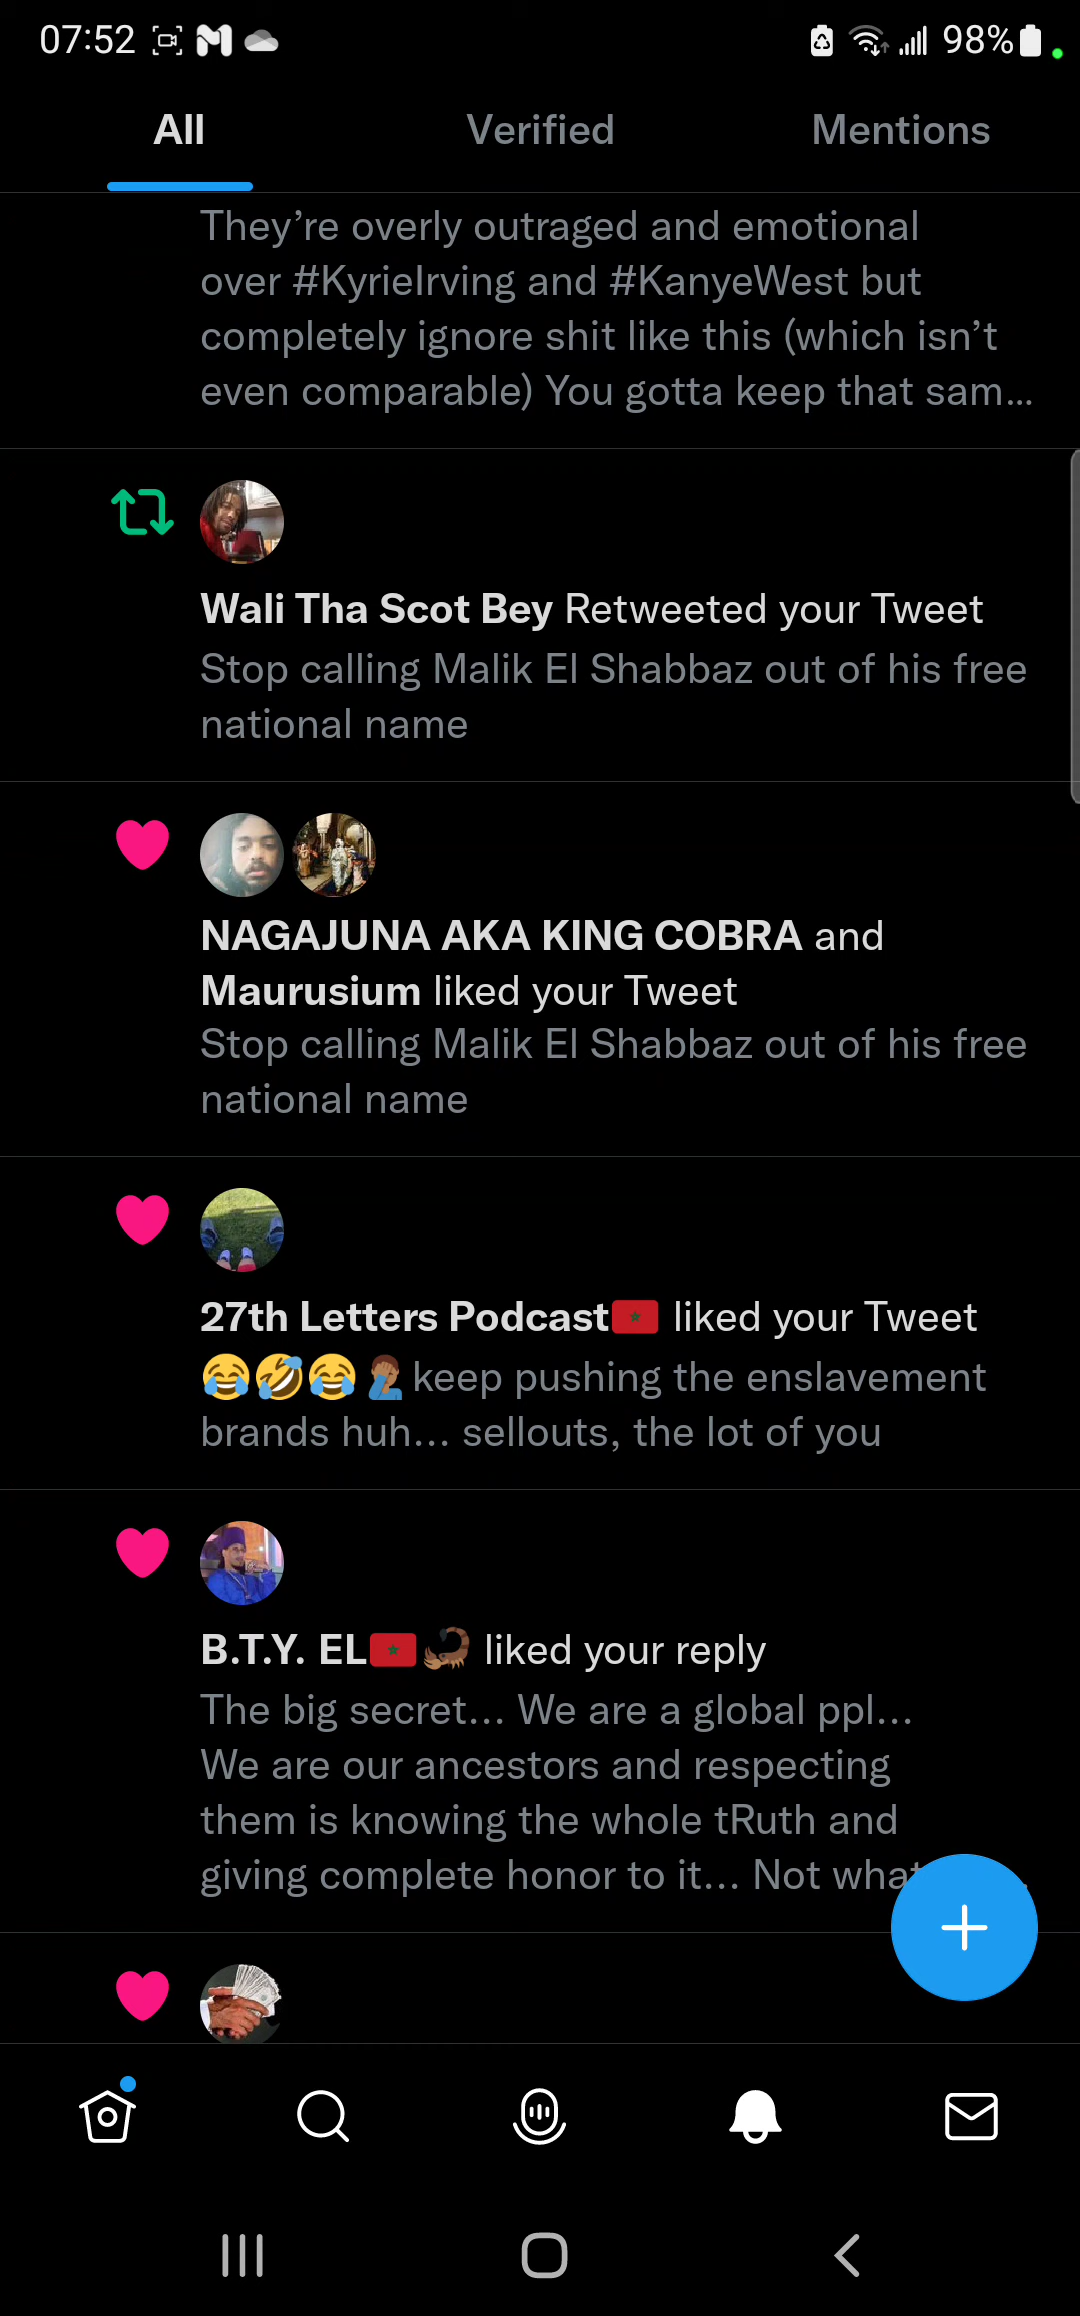 07:52
98%
All Verified Mentions
They’re overly outraged and emotional
over #KyrieIrving and #KanyeWest but
completely ignore shit like this (which isn’t
even comparable) You gotta keep that sam...
Wali Tha Scot Bey Retweeted your Tweet
Stop calling Malik El Shabbaz out of his free
national name
NAGAJUNA AKA KING COBRA and
Maurusium liked your Tweet
Stop calling Malik El Shabbaz out of his free
national name
27th Letters Podcast🇲🇦 liked your Tweet
😂🤣😂🤦🏾‍♂️keep pushing the enslavement
brands huh... sellouts, the lot of you
B.T.Y. EL🇲🇦🦂 liked your reply
The big secret... We are a global ppl...
We are our ancestors and respecting
them is knowing the whole tRuth and
giving complete honor to it... Not